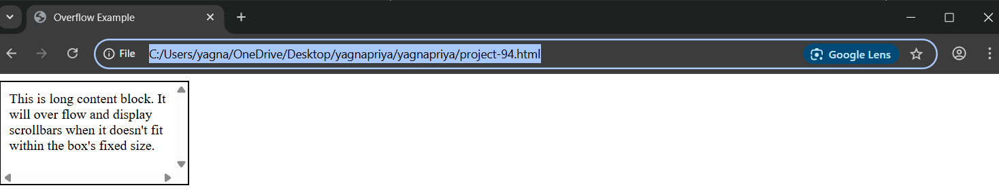 Overflow Example
File
C:/Users/yagna/OneDrive/Desktop/yagnapriya/yagnapriya/project-94.html
Google Lens
This is long content block. It
will over flow and display
scrollbars when it doesn't fit
within the box's fixed size.